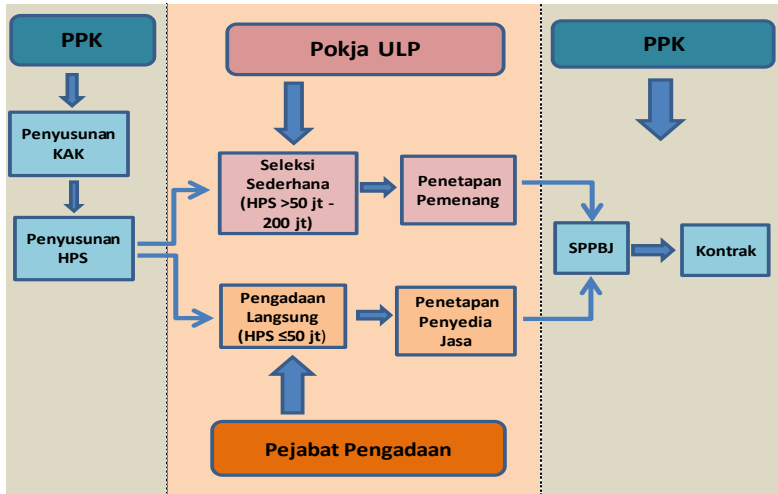 PPK
Penyusunan
KAK
Penyusunan
HPS
Pokja ULP
Seleksi
Sederhana
(HPS >50 jt -
200 jt)
Penetapan
Pemenang
Pengadaan
Langsung
(HPS ≤50 jt)
Penetapan
Penyedia
Jasa
Pejabat Pengadaan
PPK
SPPBJ
Kontrak